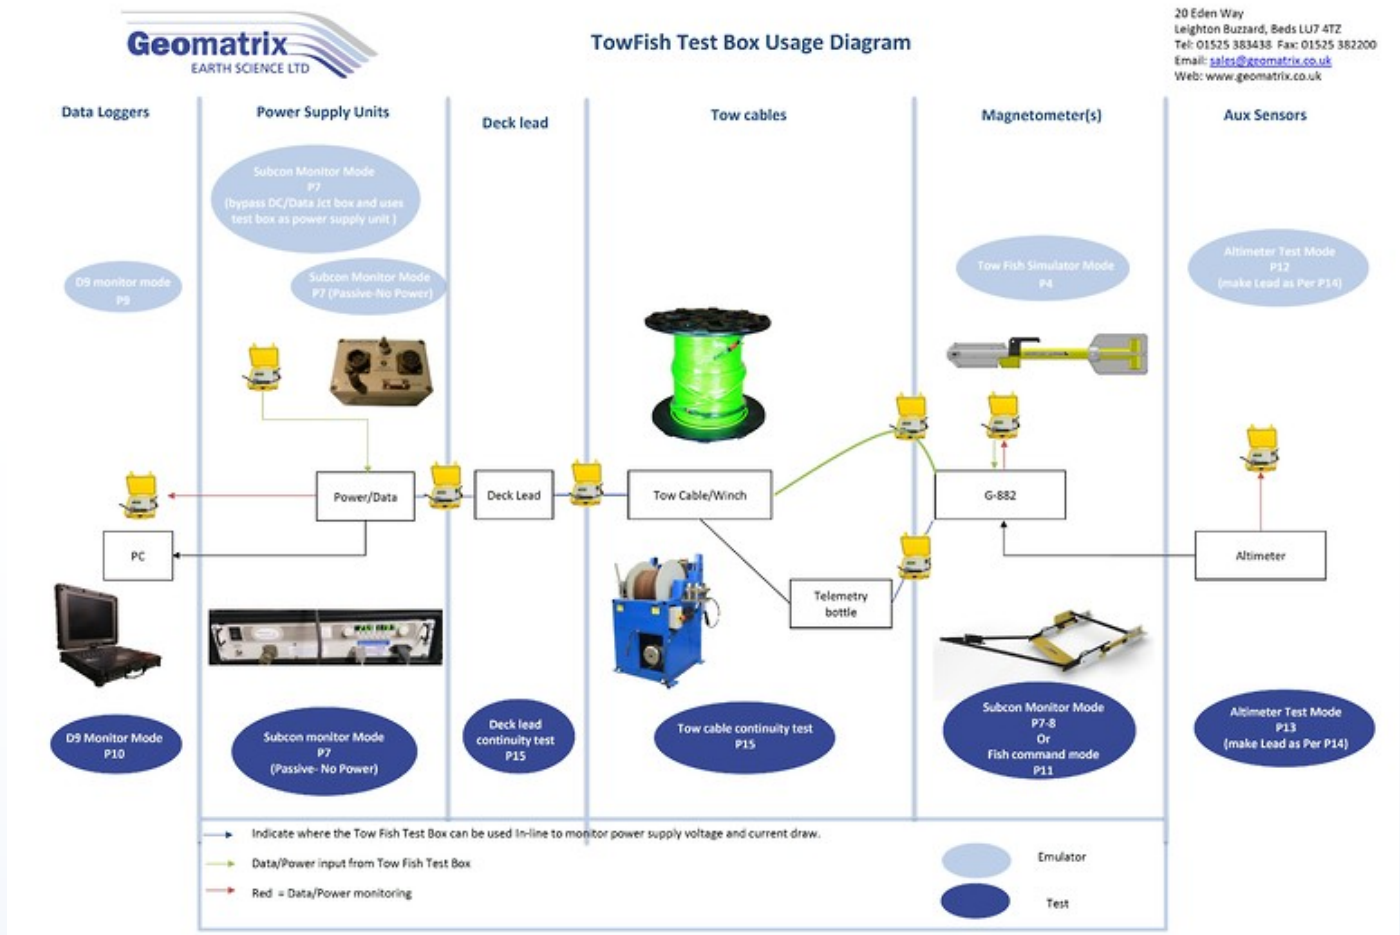 Geomatrix
EARTH SCIENCE LTD
TowFish Test Box Usage Diagram
20 Eden Way
Leighton Buzzard, Beds LU7 4TZ
Tel: 01525 383438 Fax: 01525 382200
Email: sales@geomatrix.co.uk
Web: www.geomatrix.co.uk
Data Loggers
Power Supply Units
Deck lead
Tow cables
Magnetometer(s)
Aux Sensors
Subcon Monitor Mode
P7
(bypass DC/Data Jct box and uses
test box as power supply unit )
D9 monitor mode
P9
Subcon Monitor Mode
P7 (Passive-No Power)
Tow Fish Simulator Mode
P4
Altimeter Test Mode
P12
(make Lead as Per P14)
Power/Data
Deck Lead
Tow Cable/Winch
G-882
PC
Altimeter
Telemetry
bottle
D9 Monitor Mode
P10
Subcon monitor Mode
P7
(Passive- No Power)
Deck lead
continuity test
P15
Tow cable continuity test
P15
Subcon Monitor Mode
P7-8
Or
Fish command mode
P11
Altimeter Test Mode
P13
(make Lead as Per P14)
Indicate where the Tow Fish Test Box can be used In-line to monitor power supply voltage and current draw.
Data/Power input from Tow Fish Test Box
Red = Data/Power monitoring
Emulator
Test